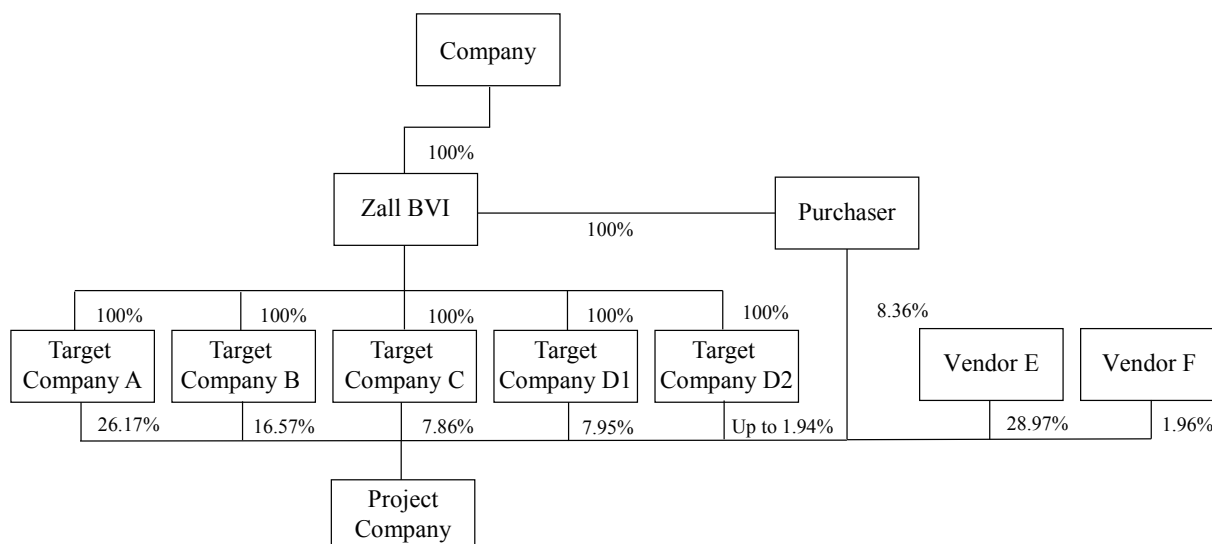 Company
100%
Zall BVI
Purchaser
100%
8.36%
100%
100%
100%
100%
100%
Target
Company A
Target
Company B
Target
Company C
Target
Company D1
Target
Company D2
Vendor E
Vendor F
26.17%
16.57%
7.86%
7.95%
Up to 1.94%
28.97%
1.96%
Project
Company